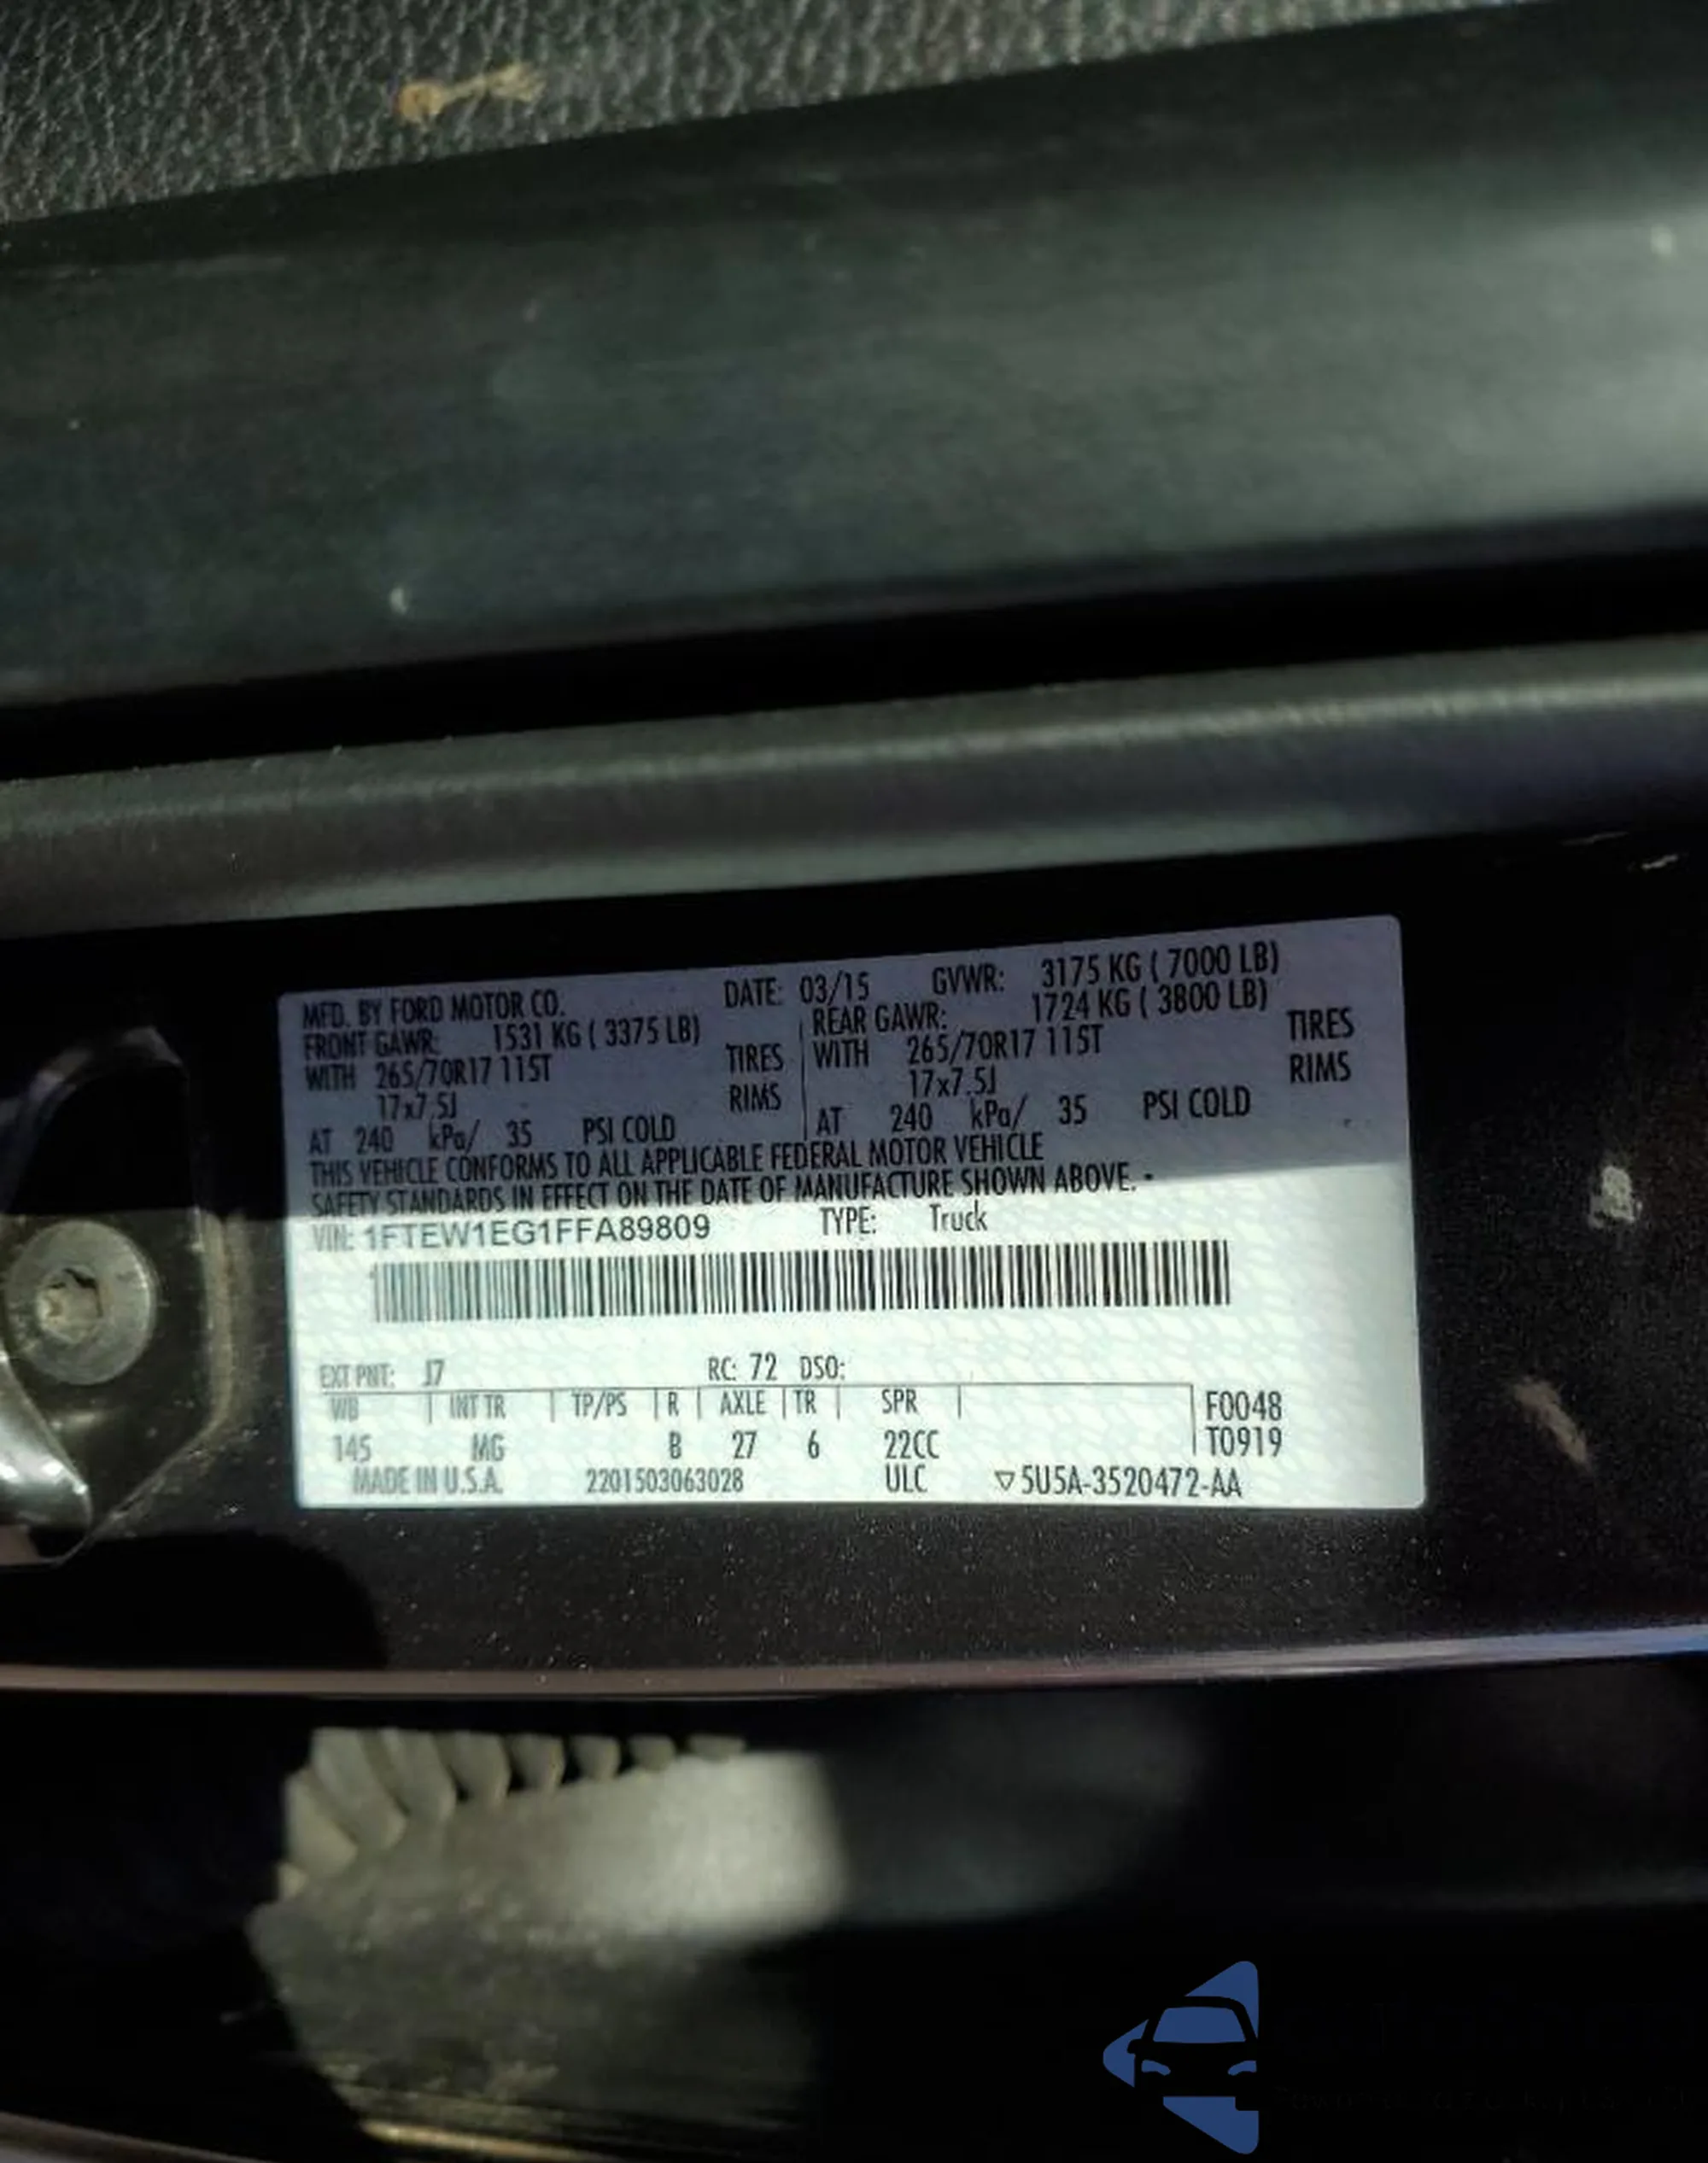 MFD. BY FORD MOTOR CO. DATE: 03/15 GVWR: 3175 KG ( 7000 LB)
FRONT GAWR: 1531 KG ( 3375 LB) REAR GAWR: 1724 KG ( 3800 LB)
WITH 265/70R17 115T TIRES WITH 265/70R17 115T TIRES
17x7.5J RIMS 17x7.5J RIMS
AT 240 kPa/ 35 PSI COLD AT 240 kPa/ 35 PSI COLD
THIS VEHICLE CONFORMS TO ALL APPLICABLE FEDERAL MOTOR VEHICLE
SAFETY STANDARDS IN EFFECT ON THE DATE OF MANUFACTURE SHOWN ABOVE.
VIN: 1FTEW1EG1FFA89809 TYPE: Truck
EXT PNT: J7 RC: 72 DSO:
WB INT TR TP/PS R AXLE TR SPR F0048
145 MG B 27 6 22CC T0919
MADE IN U.S.A. 2201503063028 ULC ▽5U5A-3520472-AA